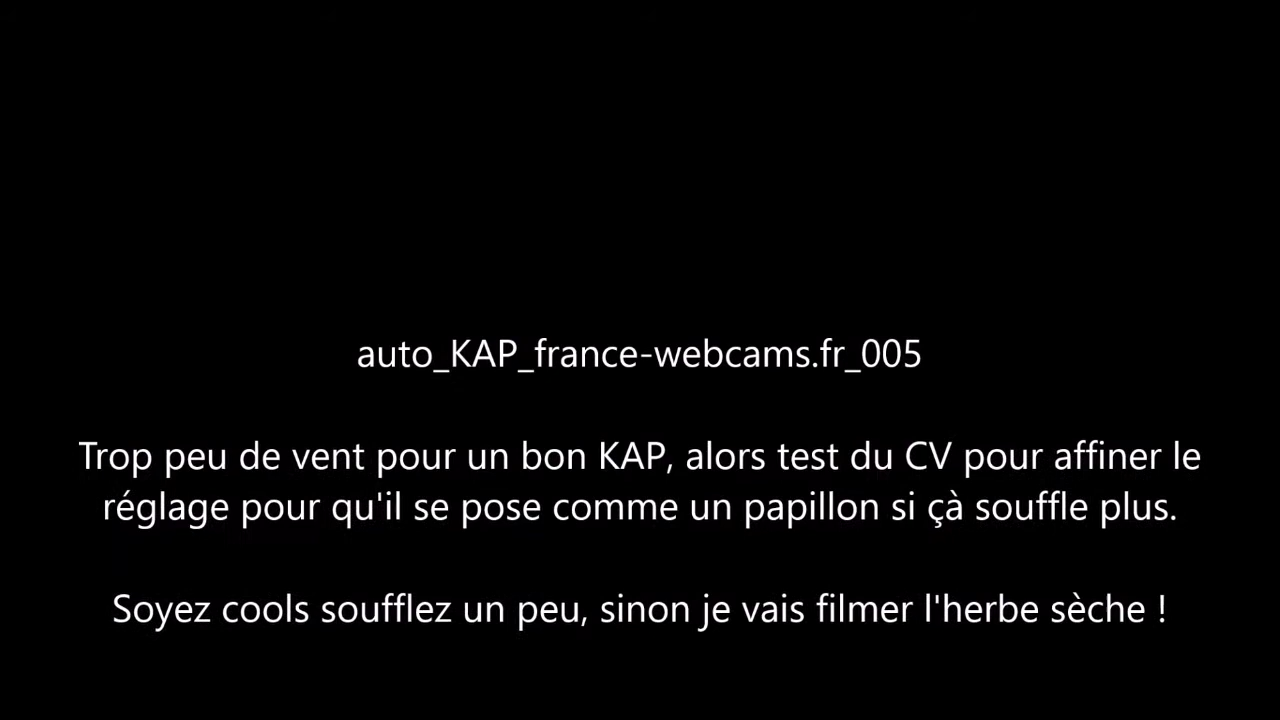 auto_KAP_france-webcams.fr_005
Trop peu de vent pour un bon KAP, alors test du CV pour affiner le
réglage pour qu'il se pose comme un papillon si çà souffle plus.
Soyez cools soufflez un peu, sinon je vais filmer l'herbe sèche !